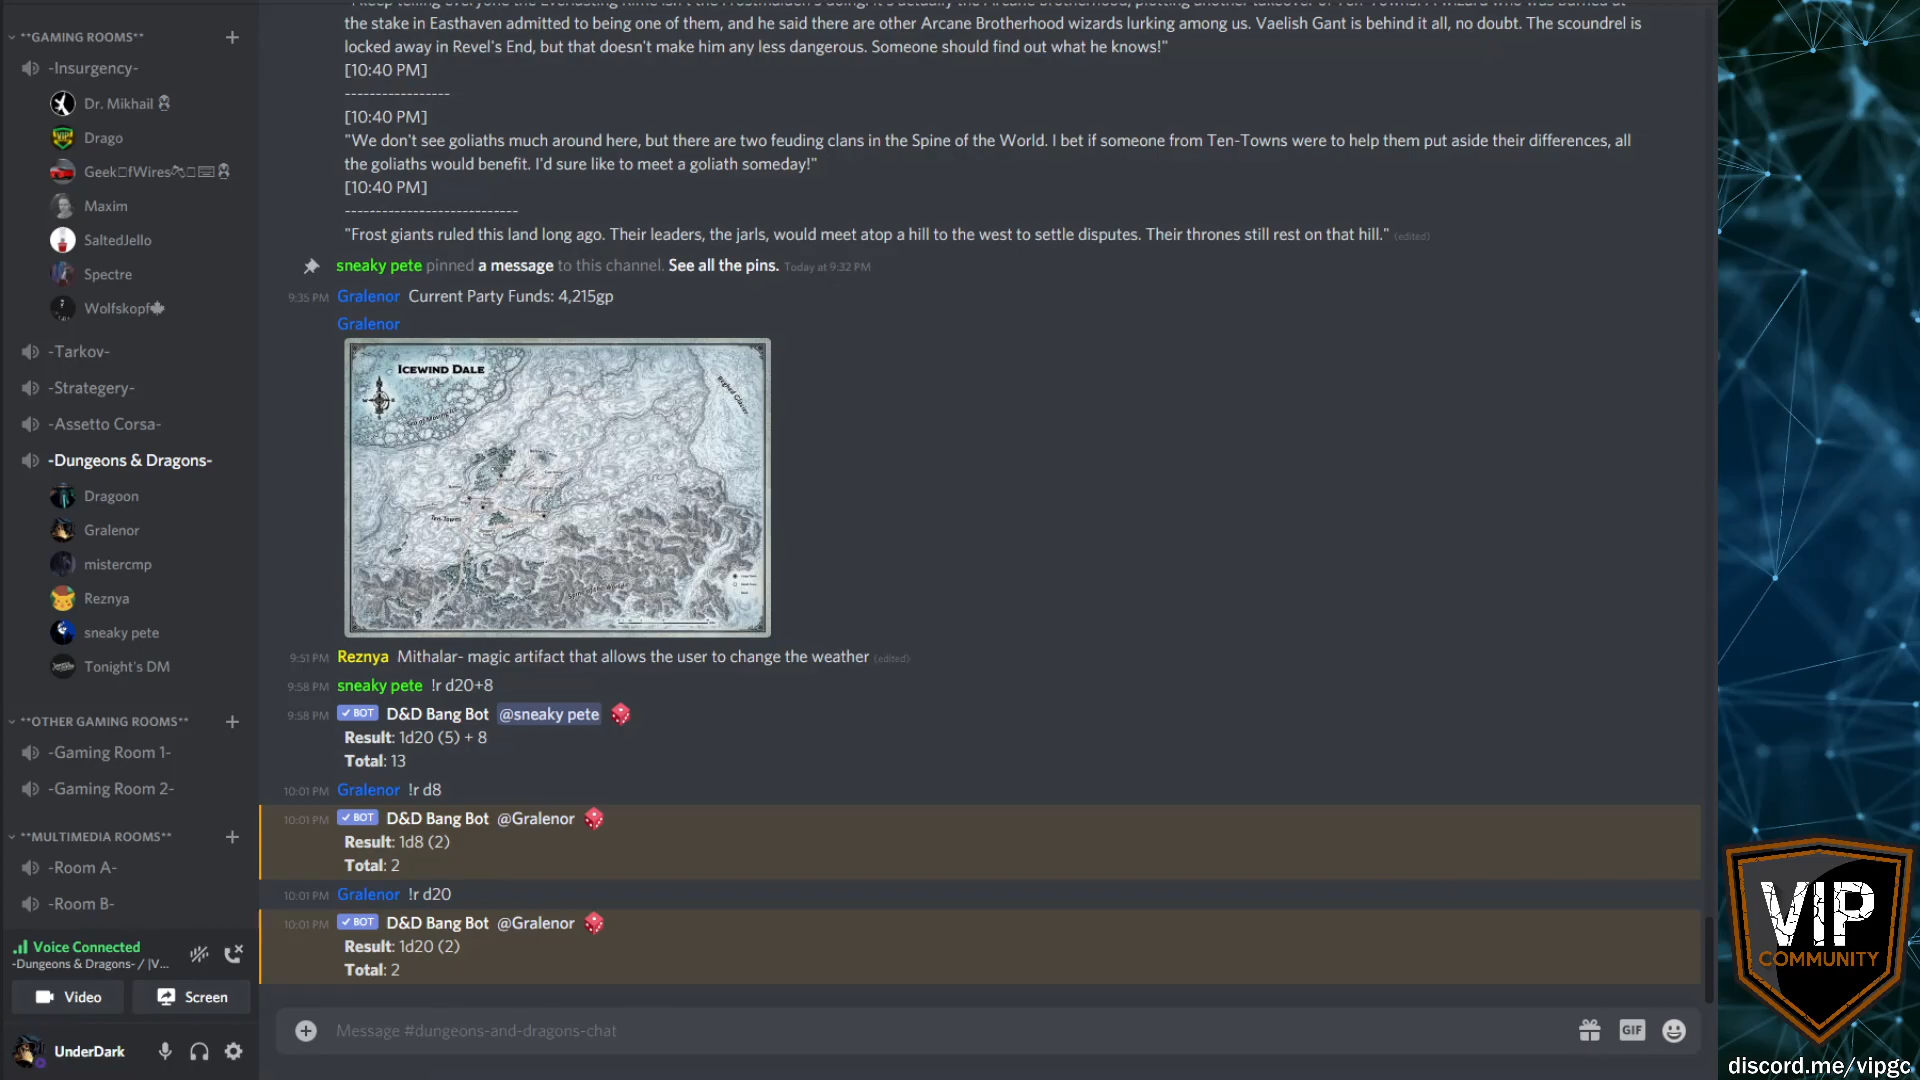 **GAMING ROOMS**
-Insurgency-
Dr. Mikhail
Drago
Maxim
SaltedJello
Spectre
Wolfskopf
-Tarkov-
-Strategery-
-Assetto Corsa-
-Dungeons & Dragons-
Dragoon
Gralenor
mistercmp
Reznya
sneaky pete
Tonight's DM
**OTHER GAMING ROOMS**
-Gaming Room 1-
-Gaming Room 2-
**MULTIMEDIA ROOMS**
-Room A-
-Room B-
Voice Connected
-Dungeons & Dragons- / |V...
Video Screen
UnderDark
the stake in Easthaven admitted to being one of them, and he said there are other Arcane Brotherhood wizards lurking among us. Vaelish Gant is behind it all, no doubt. The scoundrel is
locked away in Revel's End, but that doesn't make him any less dangerous. Someone should find out what he knows!"
[10:40 PM]
-----------------
[10:40 PM]
"We don't see goliaths much around here, but there are two feuding clans in the Spine of the World. I bet if someone from Ten-Towns were to help them put aside their differences, all
the goliaths would benefit. I'd sure like to meet a goliath someday!"
[10:40 PM]
----------------------------
"Frost giants ruled this land long ago. Their leaders, the jarls, would meet atop a hill to the west to settle disputes. Their thrones still rest on that hill." (edited)
sneaky pete pinned a message to this channel. See all the pins. Today at 9:32 PM
9:35 PM Gralenor Current Party Funds: 4,215gp
Gralenor
ICEWIND DALE
Sea of Moving Ice
Reghed Glacier
Ten-Towns
Spine of the World
9:51 PM Reznya Mithalar- magic artifact that allows the user to change the weather (edited)
9:58 PM sneaky pete !r d20+8
9:58 PM BOT D&D Bang Bot @sneaky pete
Result: 1d20 (5) + 8
Total: 13
10:01 PM Gralenor !r d8
10:01 PM BOT D&D Bang Bot @Gralenor
Result: 1d8 (2)
Total: 2
10:01 PM Gralenor !r d20
10:01 PM BOT D&D Bang Bot @Gralenor
Result: 1d20 (2)
Total: 2
Message #dungeons-and-dragons-chat
GIF
VIP
COMMUNITY
discord.me/vipgc